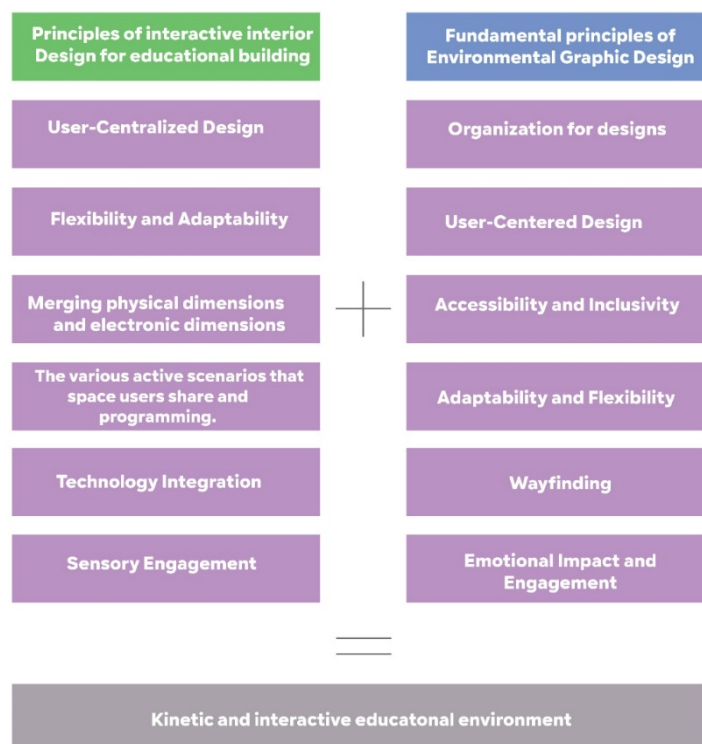 Principles of interactive interior
Design for educational building
User-Centralized Design
Flexibility and Adaptability
Merging physical dimensions
and electronic dimensions
The various active scenarios that
space users share and
programming.
Technology Integration
Sensory Engagement
+
Fundamental principles of
Environmental Graphic Design
Organization for designs
User-Centered Design
Accessibility and Inclusivity
Adaptability and Flexibility
Wayfinding
Emotional Impact and
Engagement
=
Kinetic and interactive educatonal environment